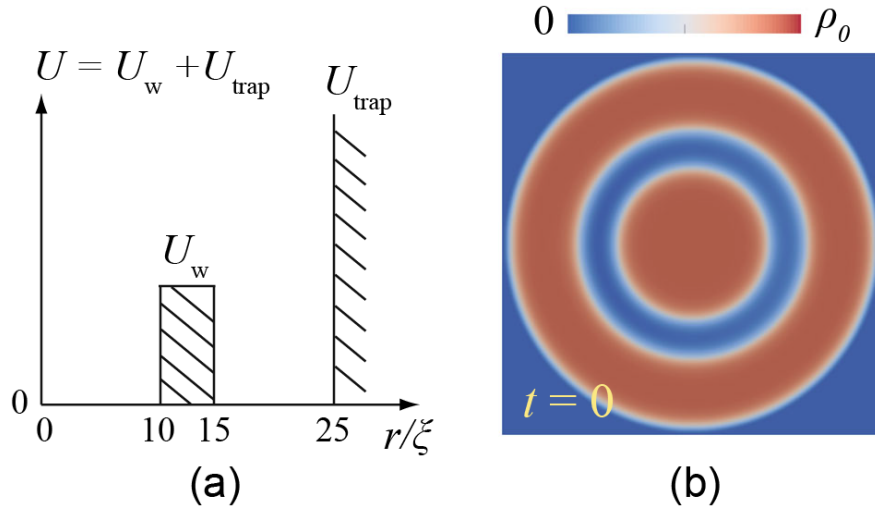 U = U_w + U_trap
U_trap
U_w
0
0 10 15 25 r/ξ
(a)
0 ρ_0
t = 0
(b)